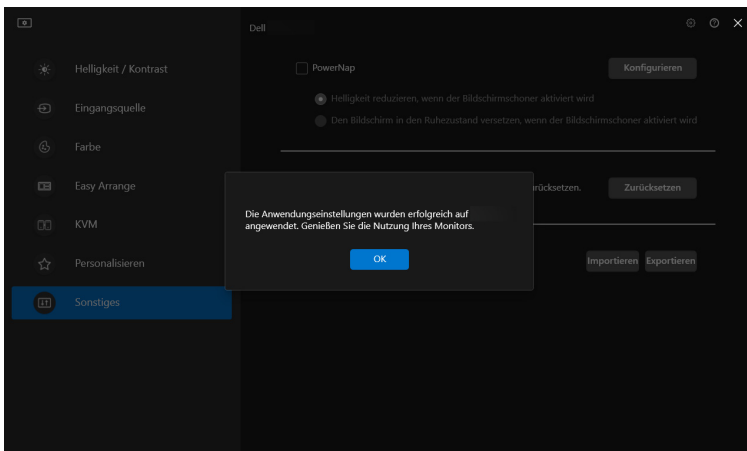 Dell
Helligkeit / Kontrast
Eingangsquelle
Farbe
Easy Arrange
KVM
Personalisieren
Sonstiges
PowerNap
Konfigurieren
Helligkeit reduzieren, wenn der Bildschirmschoner aktiviert wird
Den Bildschirm in den Ruhezustand versetzen, wenn der Bildschirmschoner aktiviert wird
urücksetzen.
Zurücksetzen
Die Anwendungseinstellungen wurden erfolgreich auf
angewendet. Genießen Sie die Nutzung Ihres Monitors.
OK
Importieren
Exportieren